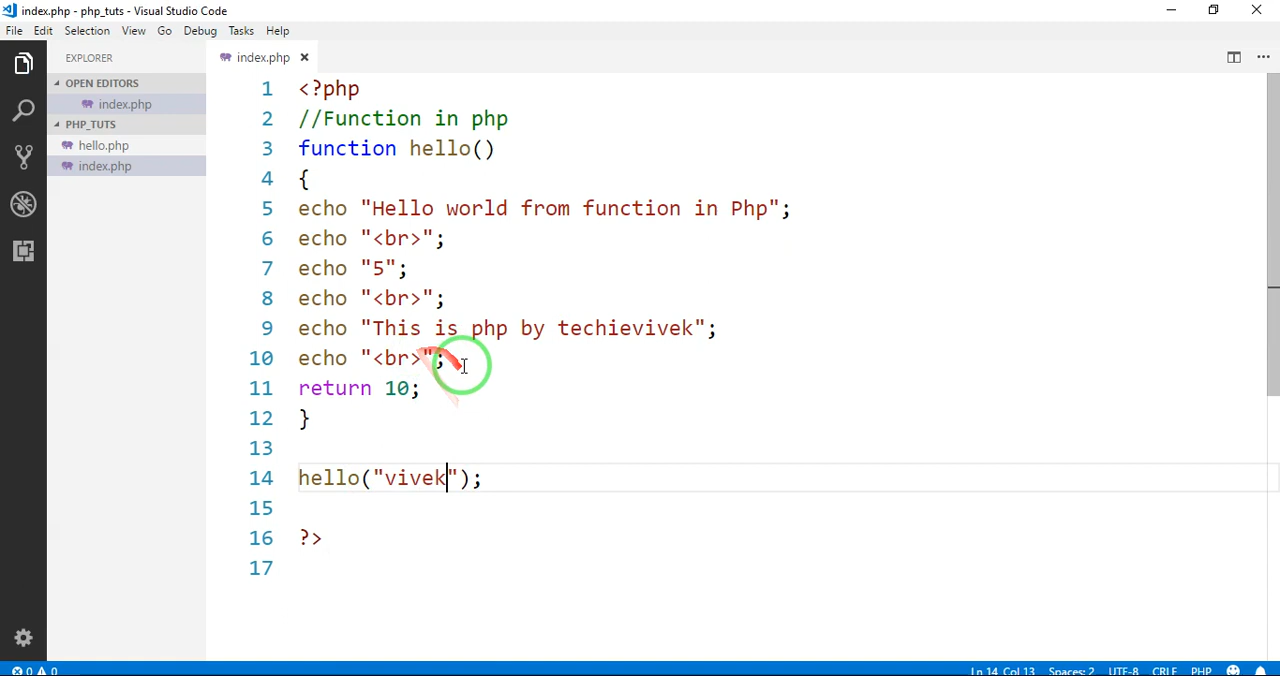 index.php - php_tuts - Visual Studio Code
File Edit Selection View Go Debug Tasks Help
EXPLORER
OPEN EDITORS
index.php
PHP_TUTS
hello.php
index.php
index.php
1 <?php
2 //Function in php
3 function hello()
4 {
5 echo "Hello world from function in Php";
6 echo "<br>";
7 echo "5";
8 echo "<br>";
9 echo "This is php by techievivek";
10 echo "<br>";
11 return 10;
12 }
13
14 hello("vivek");
15
16 ?>
17
0 0 Ln 14, Col 13 Spaces: 2 UTF-8 CRLF PHP